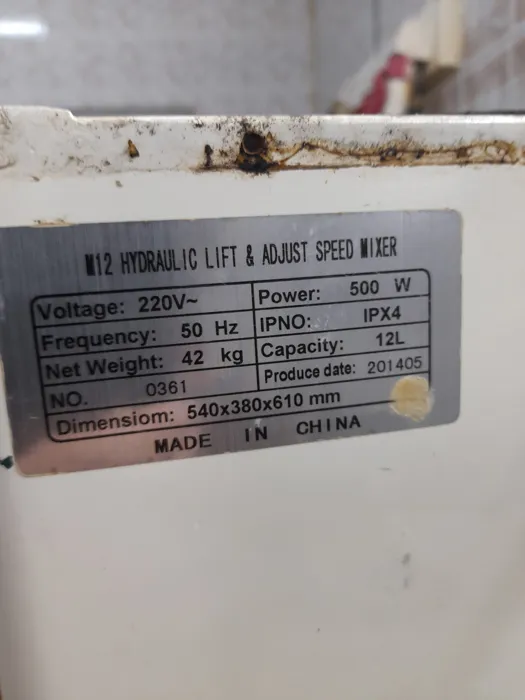 M12 HYDRAULIC LIFT & ADJUST SPEED MIXER
Voltage: 220V~ Power: 500 W
Frequency: 50 Hz IPNO: IPX4
Net Weight: 42 kg Capacity: 12L
NO. 0361 Produce date: 201405
Dimensiom: 540x380x610 mm
MADE IN CHINA